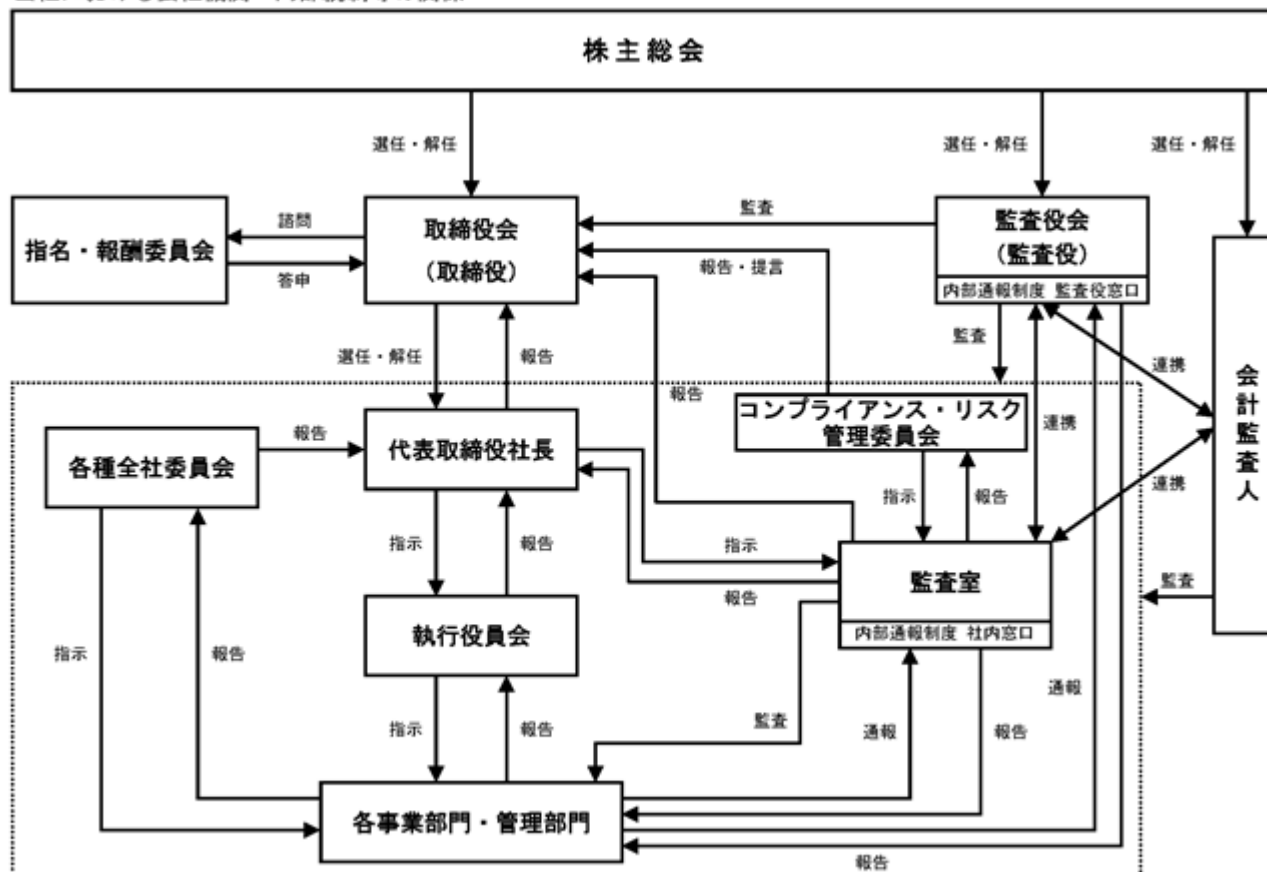 株主総会
選任・解任
選任・解任
選任・解任
指名・報酬委員会
諮問
答申
取締役会
(取締役)
監査
報告・提言
監査役会
(監査役)
内部通報制度 監査役窓口
選任・解任
報告
報告
監査
連携
連携
連携
会計監査人
各種全社委員会
報告
代表取締役社長
コンプライアンス・リスク
管理委員会
指示
報告
指示
報告
指示
報告
監査室
内部通報制度 社内窓口
監査
執行役員会
指示
報告
指示
報告
監査
通報
報告
通報
各事業部門・管理部門
報告